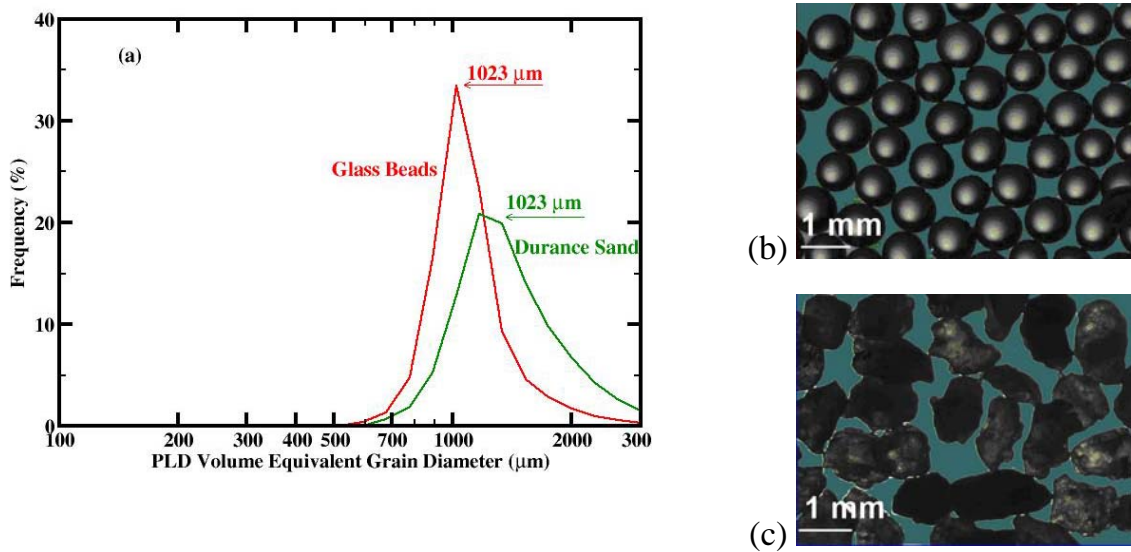 40
(a)
1023 µm
30
Glass Beads
Frequency (%)
1023 µm
20
Durance Sand
10
0
100
200
300
400
500
700
1000
2000
300
PLD Volume Equivalent Grain Diameter (µm)
(b)
1 mm
(c)
1 mm